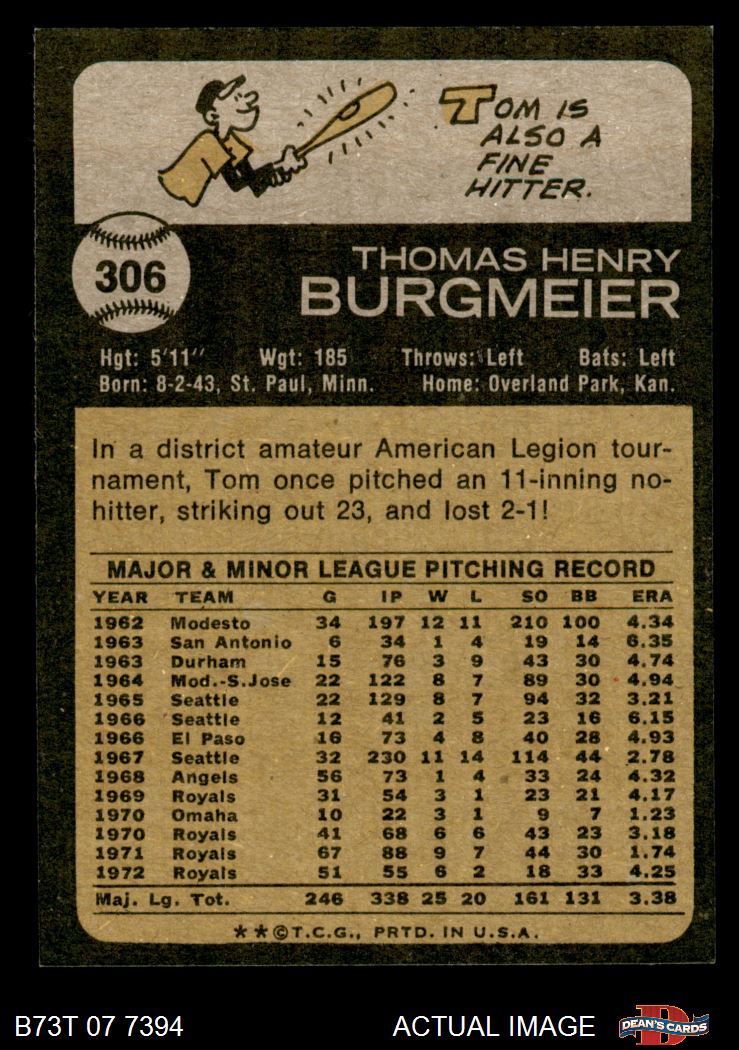 TOM IS
ALSO A
FINE
HITTER.
306
THOMAS HENRY
BURGMEIER
Hgt: 5'11" Wgt: 185 Throws: Left Bats: Left
Born: 8-2-43, St. Paul, Minn. Home: Overland Park, Kan.
In a district amateur American Legion tour-
nament, Tom once pitched an 11-inning no-
hitter, striking out 23, and lost 2-1!
MAJOR & MINOR LEAGUE PITCHING RECORD
YEAR TEAM G IP W L SO BB ERA
1962 Modesto 34 197 12 11 210 100 4.34
1963 San Antonio 6 34 1 4 19 14 6.35
1963 Durham 15 76 3 9 43 30 4.74
1964 Mod.-S.Jose 22 122 8 7 89 30 4.94
1965 Seattle 22 129 8 7 94 32 3.21
1966 Seattle 12 41 2 5 23 16 6.15
1966 El Paso 16 73 4 8 40 28 4.93
1967 Seattle 32 230 11 14 114 44 2.78
1968 Angels 56 73 1 4 33 24 4.32
1969 Royals 31 54 3 1 23 21 4.17
1970 Omaha 10 22 3 1 9 7 1.23
1970 Royals 41 68 6 6 43 23 3.18
1971 Royals 67 88 9 7 44 30 1.74
1972 Royals 51 55 6 2 18 33 4.25
Maj. Lg. Tot. 246 338 25 20 161 131 3.38
★★©T.C.G., PRTD. IN U.S.A.
B73T 07 7394 ACTUAL IMAGE D DEAN'S CARDS